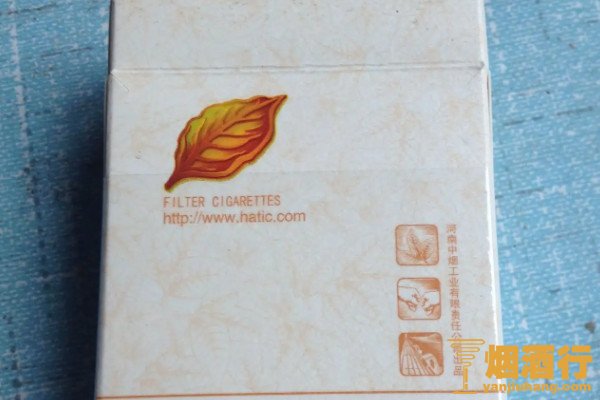 FILTER CIGARETTES
http://www.hatic.com
河南中烟工业有限责任公司出品
烟酒行
yanjiuhang.com